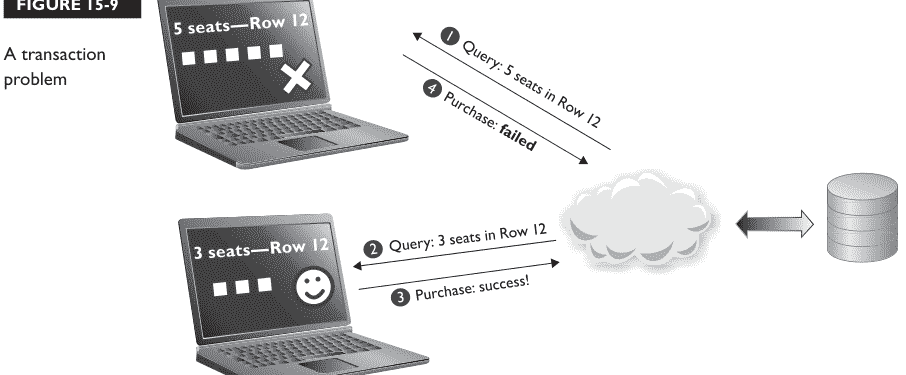 FIGURE 15-9
A transaction
problem
5 seats—Row 12
1 Query: 5 seats in Row 12
4 Purchase: failed
3 seats—Row 12
2 Query: 3 seats in Row 12
3 Purchase: success!